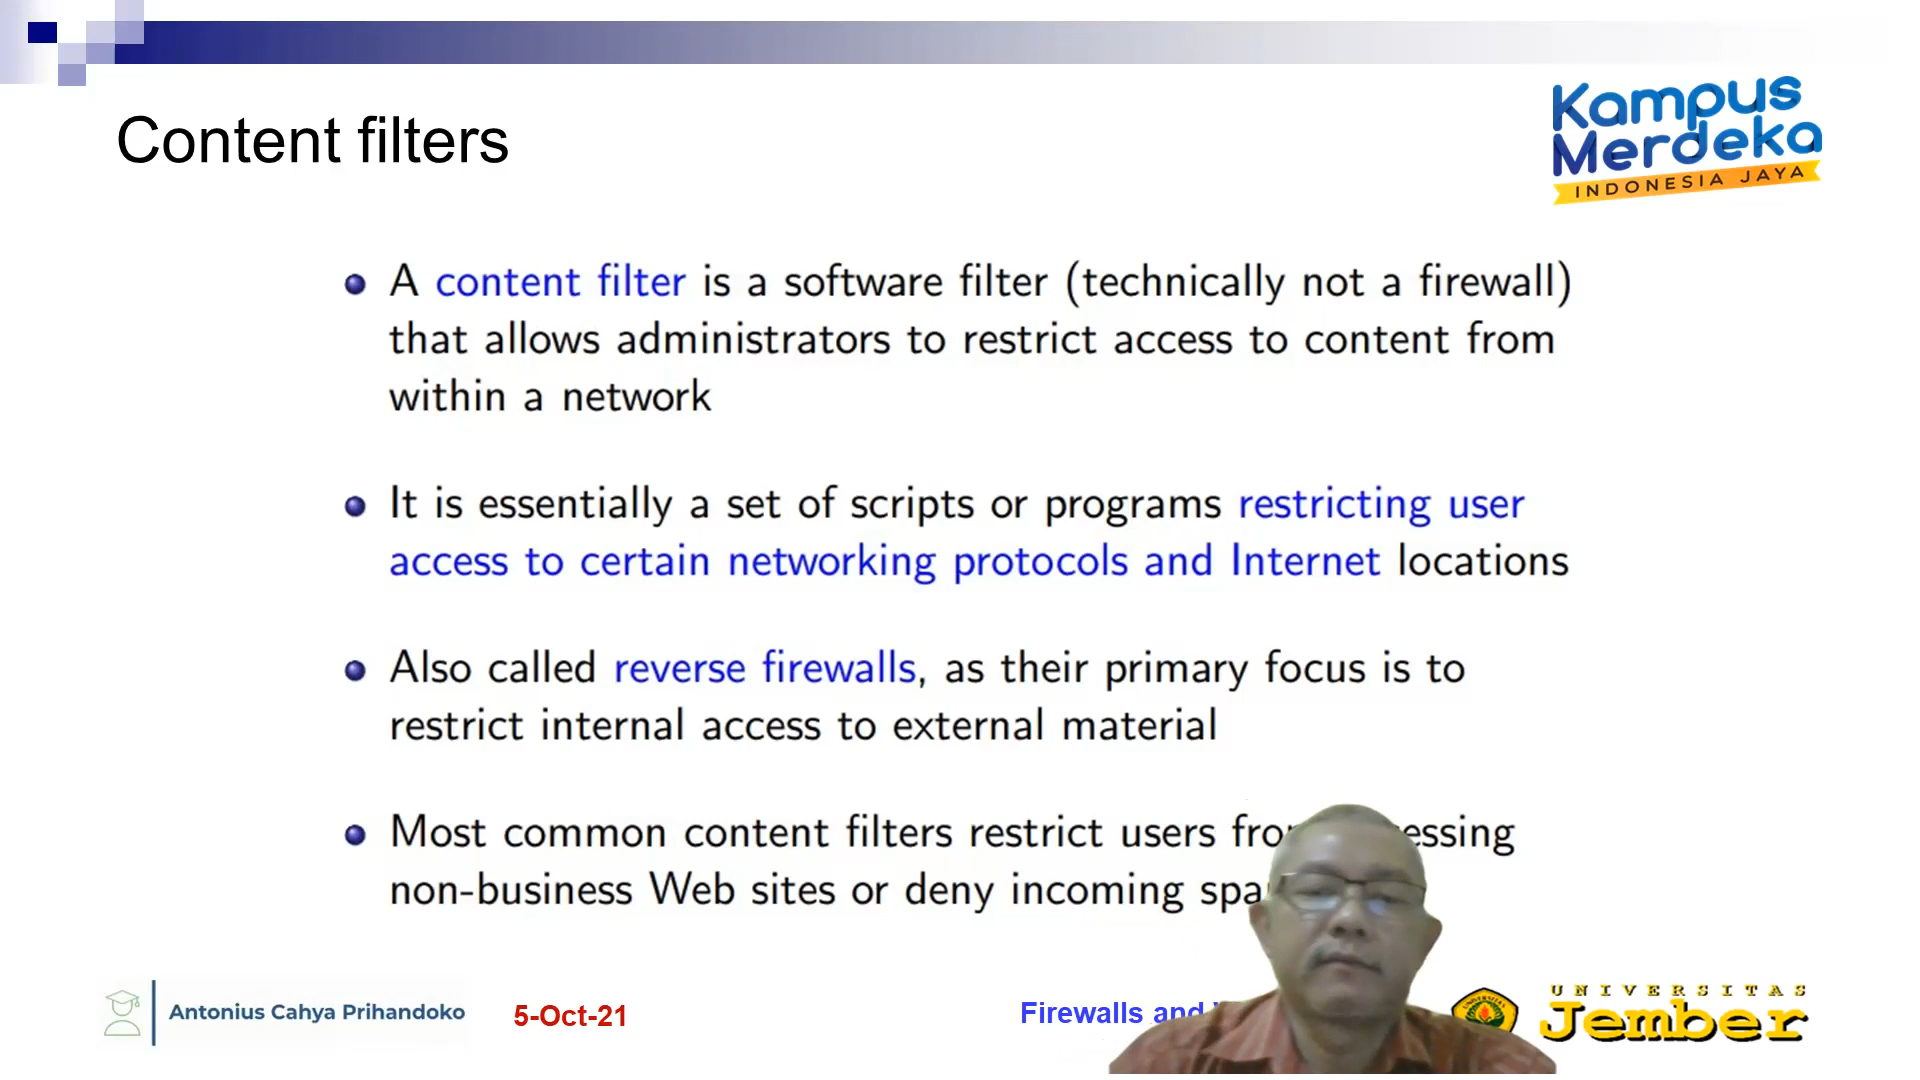 Content filters
Kampus
Merdeka
INDONESIA JAYA
A content filter is a software filter (technically not a firewall)
that allows administrators to restrict access to content from
within a network
It is essentially a set of scripts or programs restricting user
access to certain networking protocols and Internet locations
Also called reverse firewalls, as their primary focus is to
restrict internal access to external material
Most common content filters restrict users
non-business Web sites or deny incoming
Antonius Cahya Prihandoko
5-Oct-21
Firewalls and
UNIVERSITAS
Jember